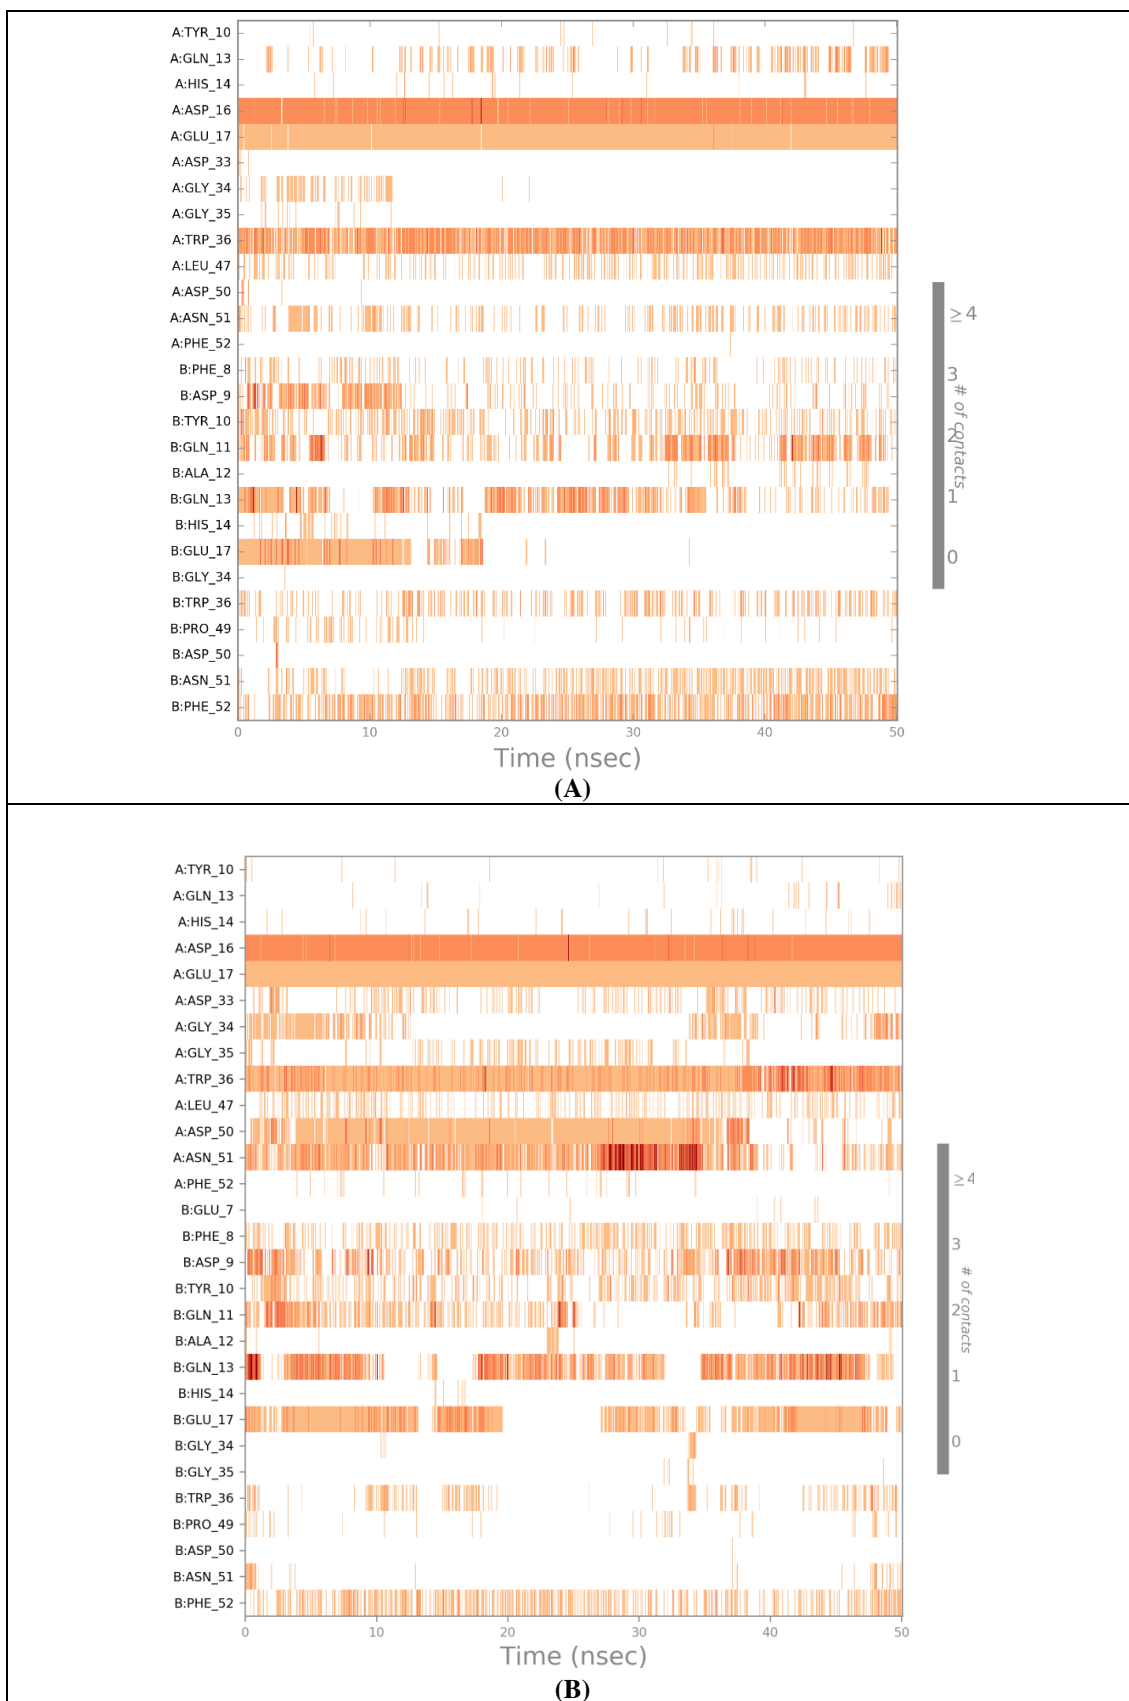 A:TYR_10
A:GLN_13
A:HIS_14
A:ASP_16
A:GLU_17
A:ASP_33
A:GLY_34
A:GLY_35
A:TRP_36
A:LEU_47
A:ASP_50
A:ASN_51
A:PHE_52
B:PHE_8
B:ASP_9
B:TYR_10
B:GLN_11
B:ALA_12
B:GLN_13
B:HIS_14
B:GLU_17
B:GLY_34
B:TRP_36
B:PRO_49
B:ASP_50
B:ASN_51
B:PHE_52
≥4
3
2
1
0
# of contacts
0 10 20 30 40 50
Time (nsec)
(A)
A:TYR_10
A:GLN_13
A:HIS_14
A:ASP_16
A:GLU_17
A:ASP_33
A:GLY_34
A:GLY_35
A:TRP_36
A:LEU_47
A:ASP_50
A:ASN_51
A:PHE_52
B:GLU_7
B:PHE_8
B:ASP_9
B:TYR_10
B:GLN_11
B:ALA_12
B:GLN_13
B:HIS_14
B:GLU_17
B:GLY_34
B:GLY_35
B:TRP_36
B:PRO_49
B:ASP_50
B:ASN_51
B:PHE_52
≥4
3
2
1
0
# of contacts
0 10 20 30 40 50
Time (nsec)
(B)